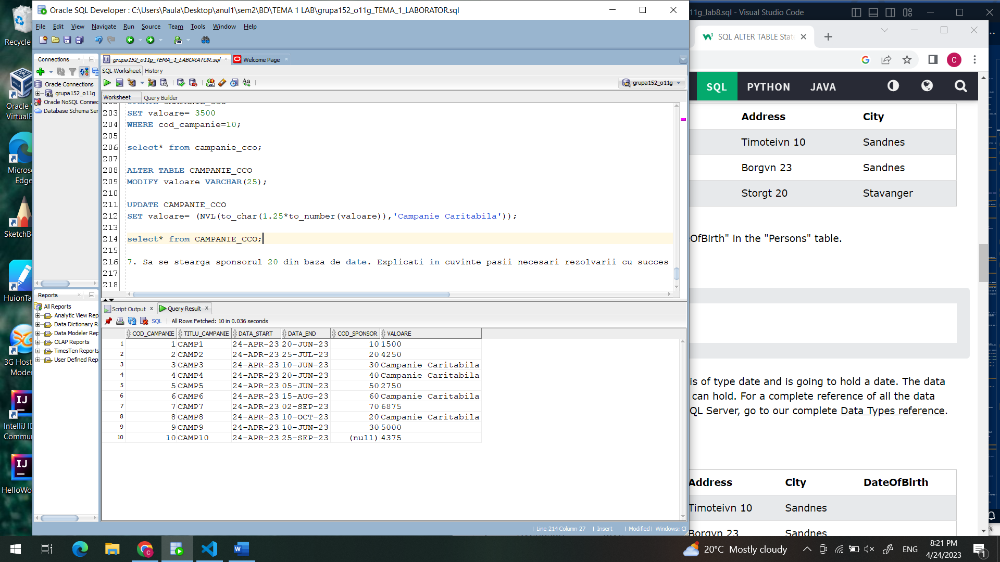 Oracle SQL Developer : C:\Users\Paula\Desktop\anul1\sem2\BD\TEMA 1 LAB\grupa152_o11g_TEMA_1_LABORATOR.sql
File Edit View Navigate Run Source Team Tools Window Help
Connections
Oracle Connections
grupa152_o11g
Oracle NoSQL Connec
Database Schema Ser
grupa152_o11g_TEMA_1_LABORATOR.sql
Welcome Page
SQL Worksheet History
grupa152_o11g
Worksheet Query Builder
203 SET valoare= 3500
204 WHERE cod_campanie=10;
205
206 select* from campanie_cco;
207
208 ALTER TABLE CAMPANIE_CCO
209 MODIFY valoare VARCHAR(25);
210
211 UPDATE CAMPANIE_CCO
212 SET valoare= (NVL(to_char(1.25*to_number(valoare)),'Campanie Caritabila'));
213
214 select* from CAMPANIE_CCO;
215
216 7. Sa se stearga sponsorul 20 din baza de date. Explicati in cuvinte pasii necesari rezolvarii cu succes
217
218
Reports
All Reports
Analytic View Rep
Data Dictionary R
Data Modeler Rep
OLAP Reports
TimesTen Reports
User Defined Rep
Script Output Query Result
SQL All Rows Fetched: 10 in 0.036 seconds
COD_CAMPANIE TITLU_CAMPANIE DATA_START DATA_END COD_SPONSOR VALOARE
1 1 CAMP1 24-APR-23 20-JUN-23 10 1500
2 2 CAMP2 24-APR-23 25-JUL-23 20 4250
3 3 CAMP3 24-APR-23 10-JUN-23 30 Campanie Caritabila
4 4 CAMP4 24-APR-23 20-JUN-23 40 Campanie Caritabila
5 5 CAMP5 24-APR-23 05-JUN-23 50 2750
6 6 CAMP6 24-APR-23 15-AUG-23 60 Campanie Caritabila
7 7 CAMP7 24-APR-23 02-SEP-23 70 6875
8 8 CAMP8 24-APR-23 10-OCT-23 20 Campanie Caritabila
9 9 CAMP9 24-APR-23 10-JUN-23 30 5000
10 10 CAMP10 24-APR-23 25-SEP-23 (null) 4375
Line 214 Column 27 Insert Modified Windows: CF
Recycle
Oracle
VirtualB
Micros
Edge
SketchB
HuionTa
3G Host
Mode
IntelliJ ID
Commun
HelloWo
11g_lab8.sql - Visual Studio Code
SQL ALTER TABLE State
C
SQL PYTHON JAVA
Address City
Timoteivn 10 Sandnes
Borgvn 23 Sandnes
Storgt 20 Stavanger
OfBirth" in the "Persons" table.
is of type date and is going to hold a date. The data
can hold. For a complete reference of all the data
QL Server, go to our complete Data Types reference.
Address City DateOfBirth
Timoteivn 10 Sandnes
Borgvn 23 Sandnes
20°C Mostly cloudy
ENG
8:21 PM
4/24/2023
1